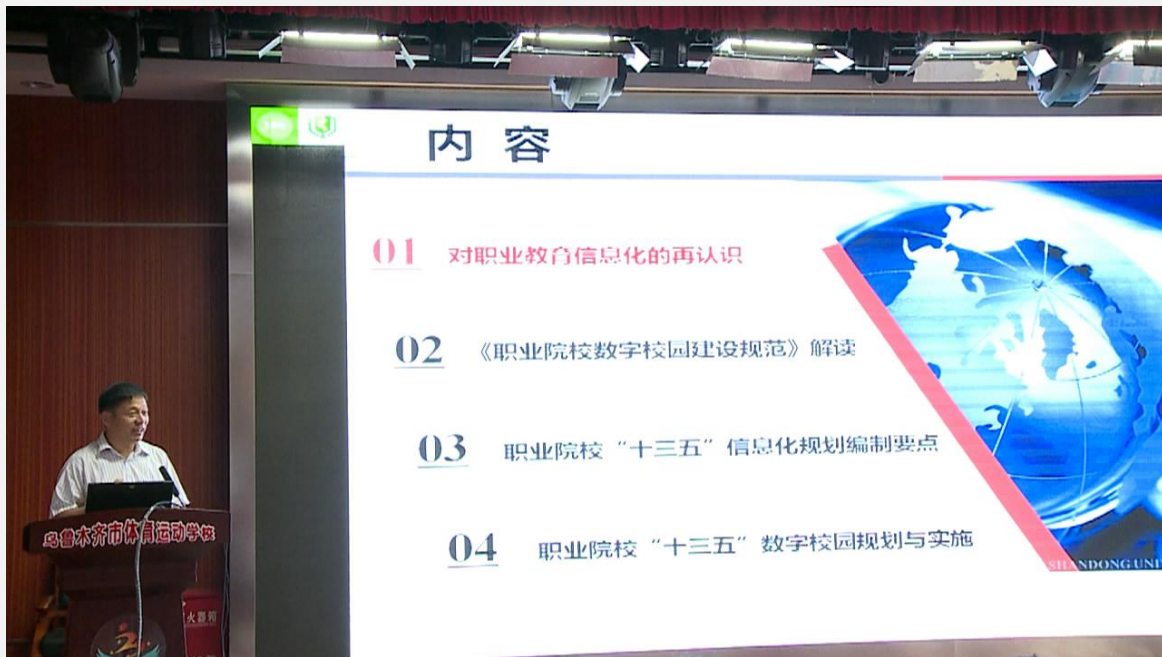 内 容
01 对职业教育信息化的再认识
02 《职业院校数字校园建设规范》解读
03 职业院校“十三五”信息化规划编制要点
04 职业院校“十三五”数字校园规划与实施
SHANDONG UNI
乌鲁木齐市体育运动学校
火器箱